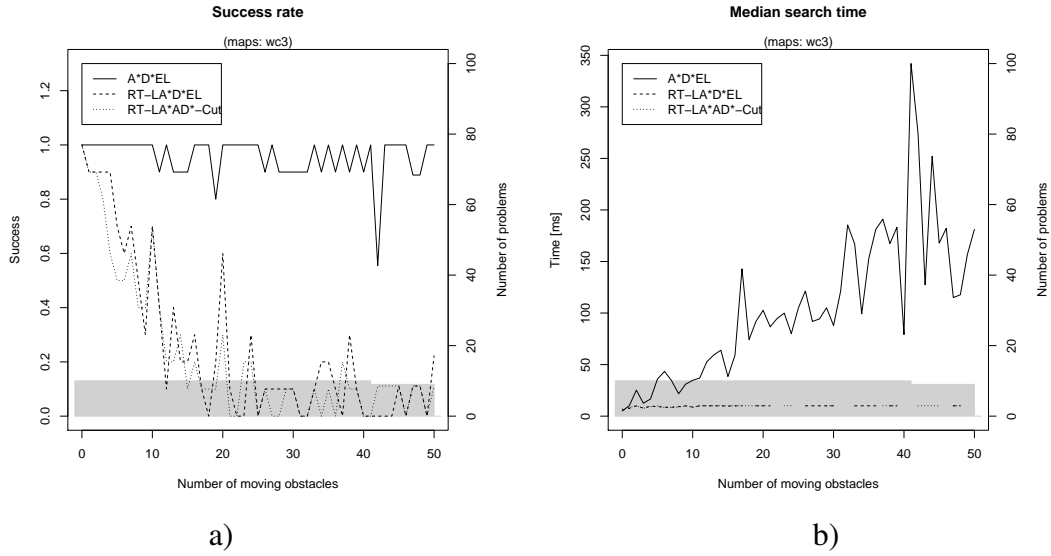 Success rate
(maps: wc3)
A*D*EL
RT−LA*D*EL
RT−LA*AD*−Cut
Success
0.0 0.2 0.4 0.6 0.8 1.0 1.2
0 20 40 60 80 100
Number of problems
0 10 20 30 40 50
Number of moving obstacles
a)
Median search time
(maps: wc3)
A*D*EL
RT−LA*D*EL
RT−LA*AD*−Cut
Time [ms]
0 50 100 150 200 250 300 350
0 20 40 60 80 100
Number of problems
0 10 20 30 40 50
Number of moving obstacles
b)